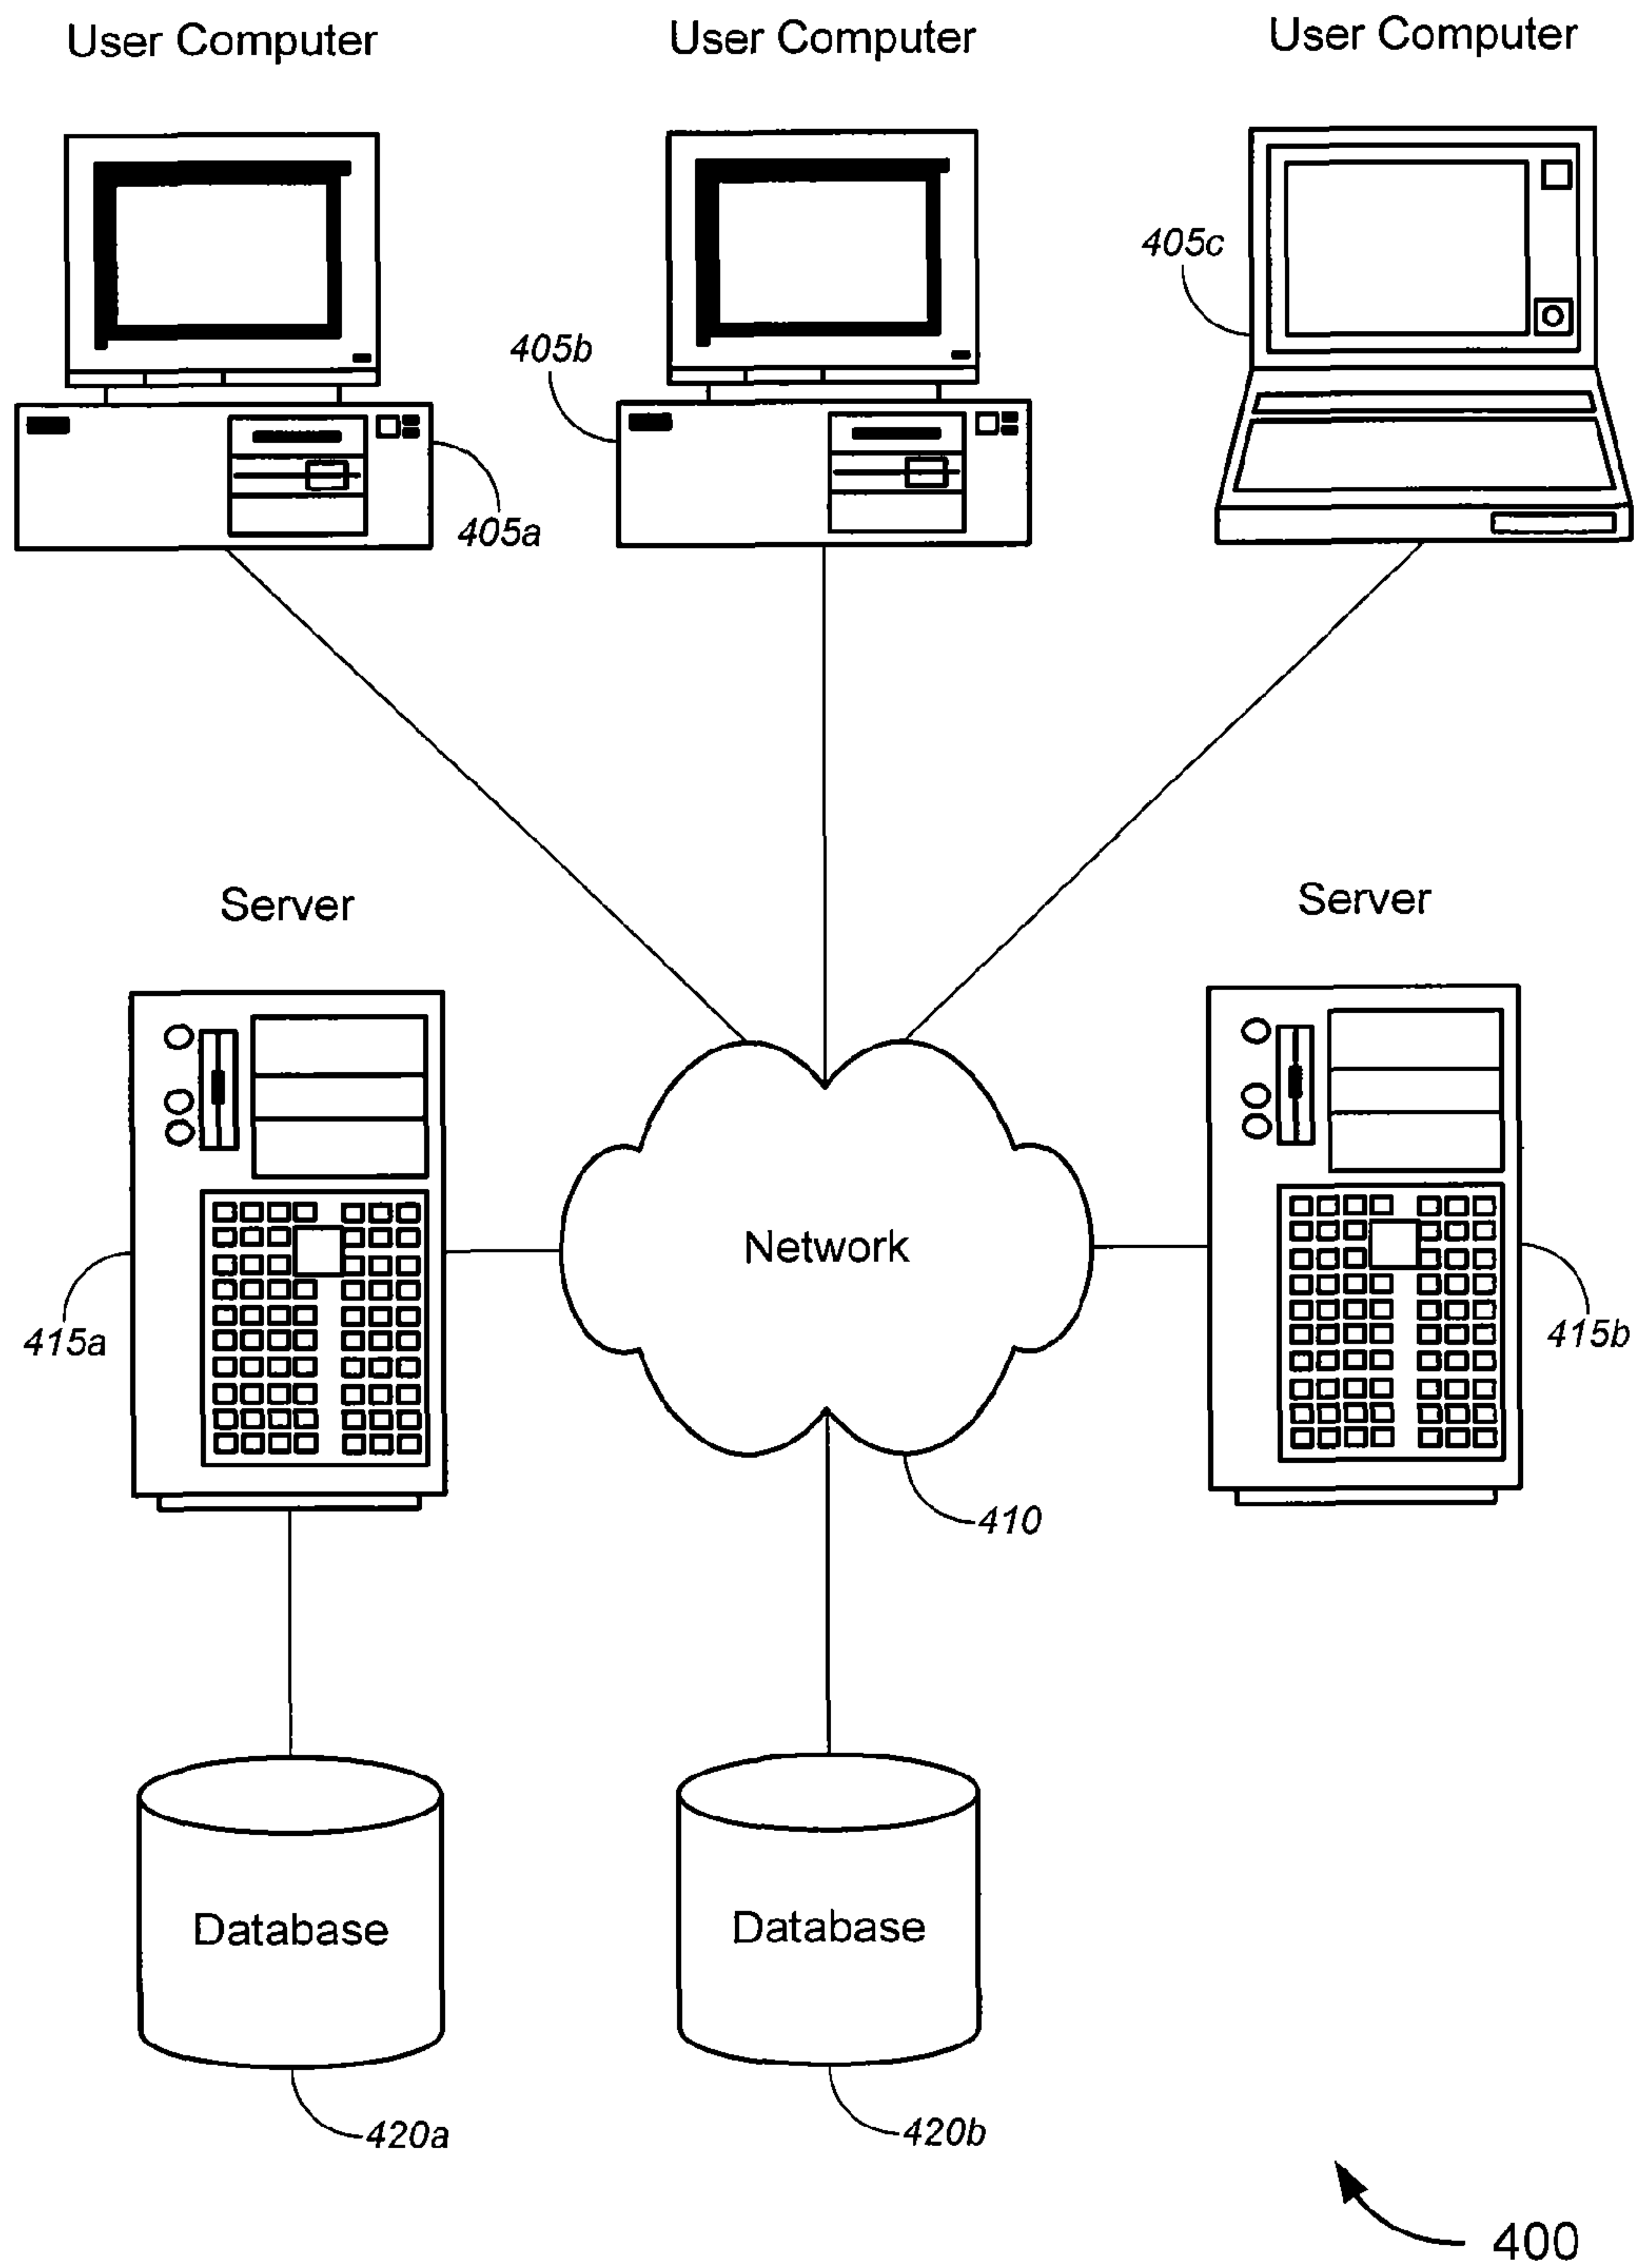 User Computer
User Computer
User Computer
405c
405b
405a
Server
Server
Network
415a
415b
410
Database
Database
420a
420b
400